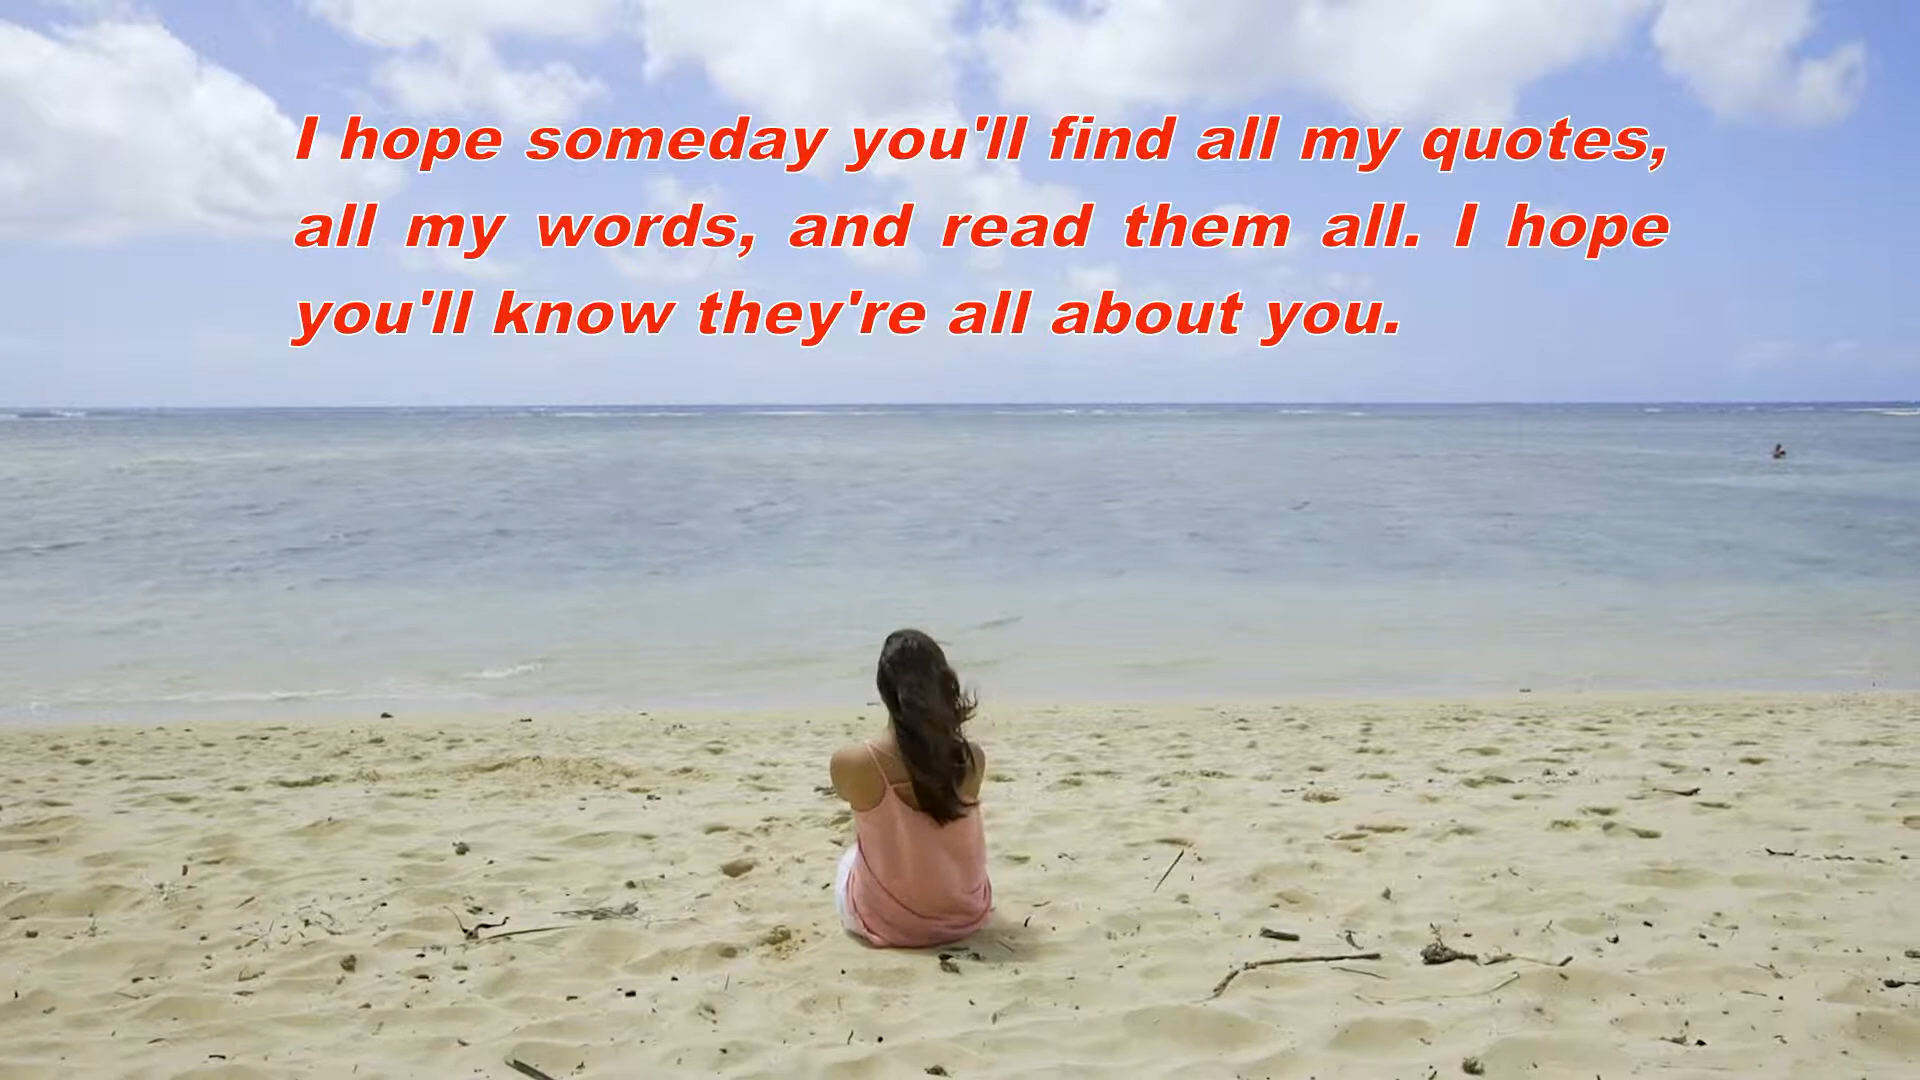 I hope someday you'll find all my quotes,
all my words, and read them all. I hope
you'll know they're all about you.